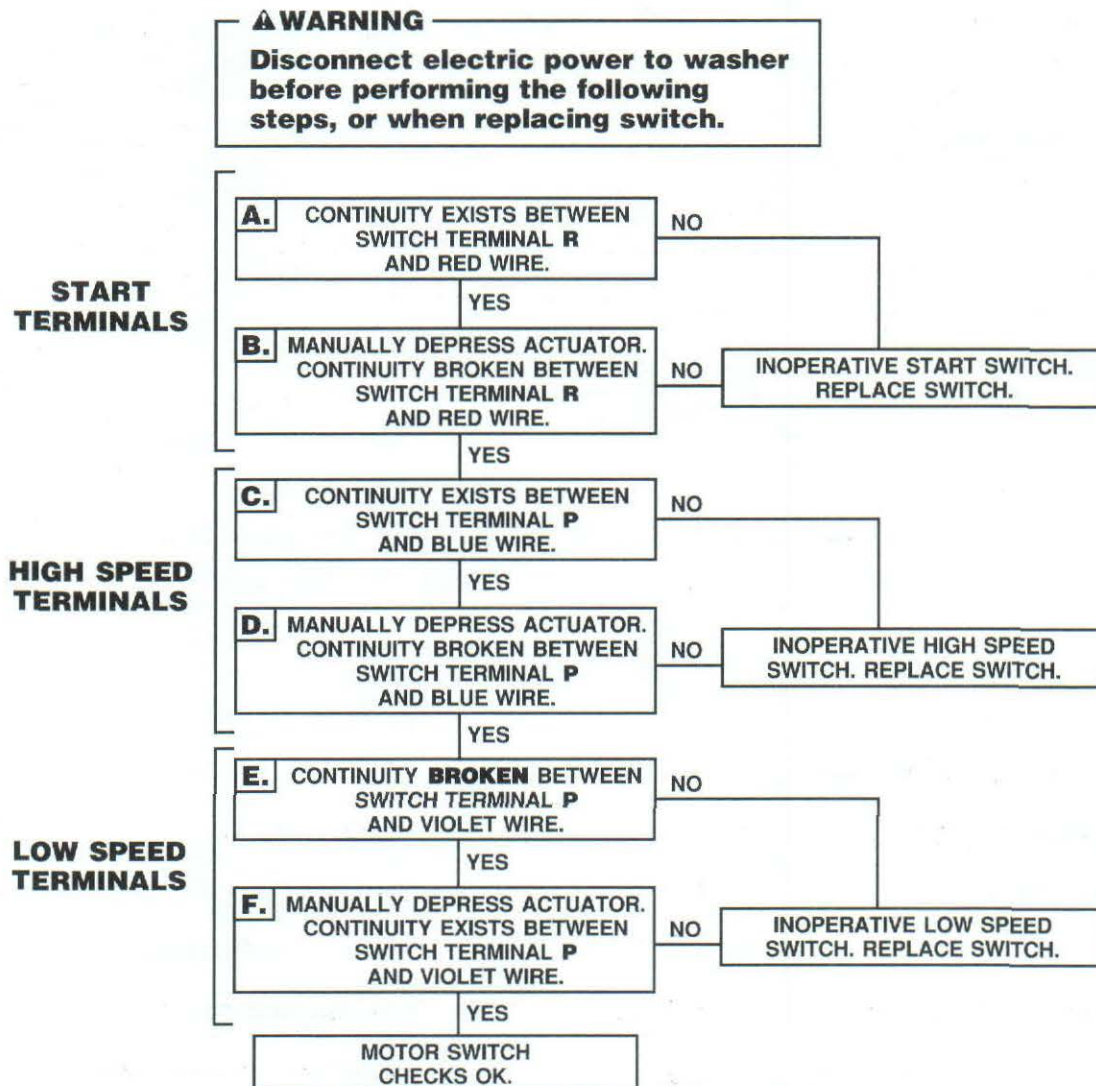 ⚠WARNING
Disconnect electric power to washer
before performing the following
steps, or when replacing switch.
START
TERMINALS
A. CONTINUITY EXISTS BETWEEN
SWITCH TERMINAL R
AND RED WIRE.
NO
YES
B. MANUALLY DEPRESS ACTUATOR.
CONTINUITY BROKEN BETWEEN
SWITCH TERMINAL R
AND RED WIRE.
NO
INOPERATIVE START SWITCH.
REPLACE SWITCH.
YES
HIGH SPEED
TERMINALS
C. CONTINUITY EXISTS BETWEEN
SWITCH TERMINAL P
AND BLUE WIRE.
NO
YES
D. MANUALLY DEPRESS ACTUATOR.
CONTINUITY BROKEN BETWEEN
SWITCH TERMINAL P
AND BLUE WIRE.
NO
INOPERATIVE HIGH SPEED
SWITCH. REPLACE SWITCH.
YES
LOW SPEED
TERMINALS
E. CONTINUITY BROKEN BETWEEN
SWITCH TERMINAL P
AND VIOLET WIRE.
NO
YES
F. MANUALLY DEPRESS ACTUATOR.
CONTINUITY EXISTS BETWEEN
SWITCH TERMINAL P
AND VIOLET WIRE.
NO
INOPERATIVE LOW SPEED
SWITCH. REPLACE SWITCH.
YES
MOTOR SWITCH
CHECKS OK.